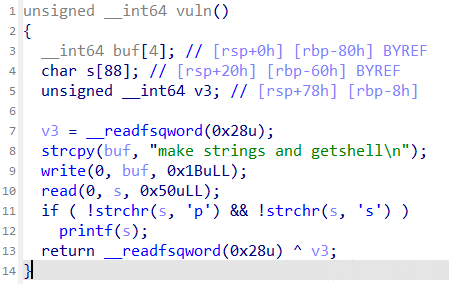 1 unsigned __int64 vuln()
2 {
3 __int64 buf[4]; // [rsp+0h] [rbp-80h] BYREF
4 char s[88]; // [rsp+20h] [rbp-60h] BYREF
5 unsigned __int64 v3; // [rsp+78h] [rbp-8h]
6
7 v3 = __readfsqword(0x28u);
8 strcpy(buf, "make strings and getshell\n");
9 write(0, buf, 0x1BuLL);
10 read(0, s, 0x50uLL);
11 if ( !strchr(s, 'p') && !strchr(s, 's') )
12 printf(s);
13 return __readfsqword(0x28u) ^ v3;
14 }